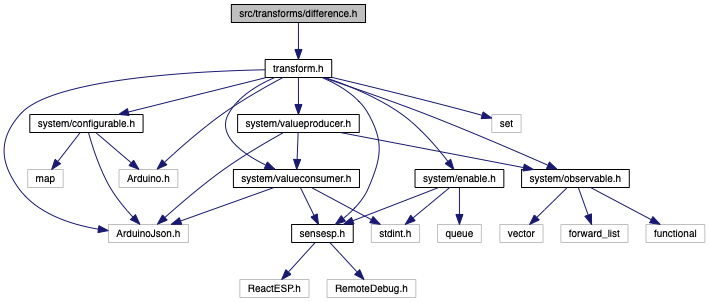 src/transforms/difference.h
transform.h
system/configurable.h
system/valueproducer.h
set
map
Arduino.h
system/valueconsumer.h
system/enable.h
system/observable.h
ArduinoJson.h
sensesp.h
stdint.h
queue
vector
forward_list
functional
ReactESP.h
RemoteDebug.h